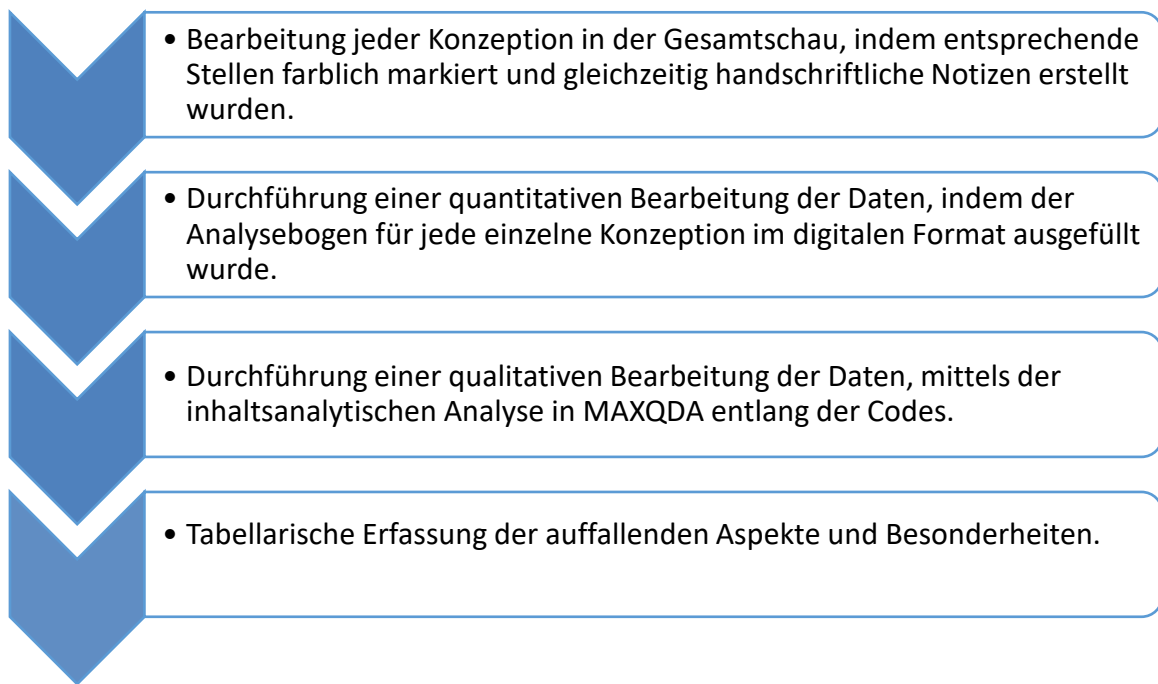 • Bearbeitung jeder Konzeption in der Gesamtschau, indem entsprechende
Stellen farblich markiert und gleichzeitig handschriftliche Notizen erstellt
wurden.
• Durchführung einer quantitativen Bearbeitung der Daten, indem der
Analysebogen für jede einzelne Konzeption im digitalen Format ausgefüllt
wurde.
• Durchführung einer qualitativen Bearbeitung der Daten, mittels der
inhaltsanalytischen Analyse in MAXQDA entlang der Codes.
• Tabellarische Erfassung der auffallenden Aspekte und Besonderheiten.